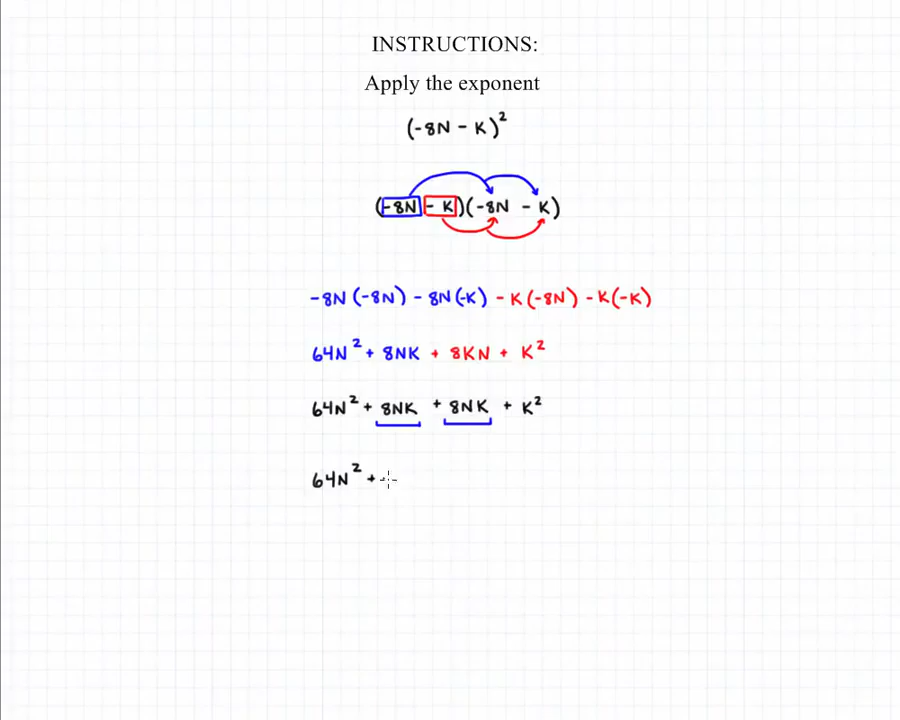 INSTRUCTIONS:
Apply the exponent
(-8N - K)²
(-8N - K)(-8N - K)
-8N(-8N) - 8N(-K) - K(-8N) - K(-K)
64N² + 8NK + 8KN + K²
64N² + 8NK + 8NK + K²
64N² +